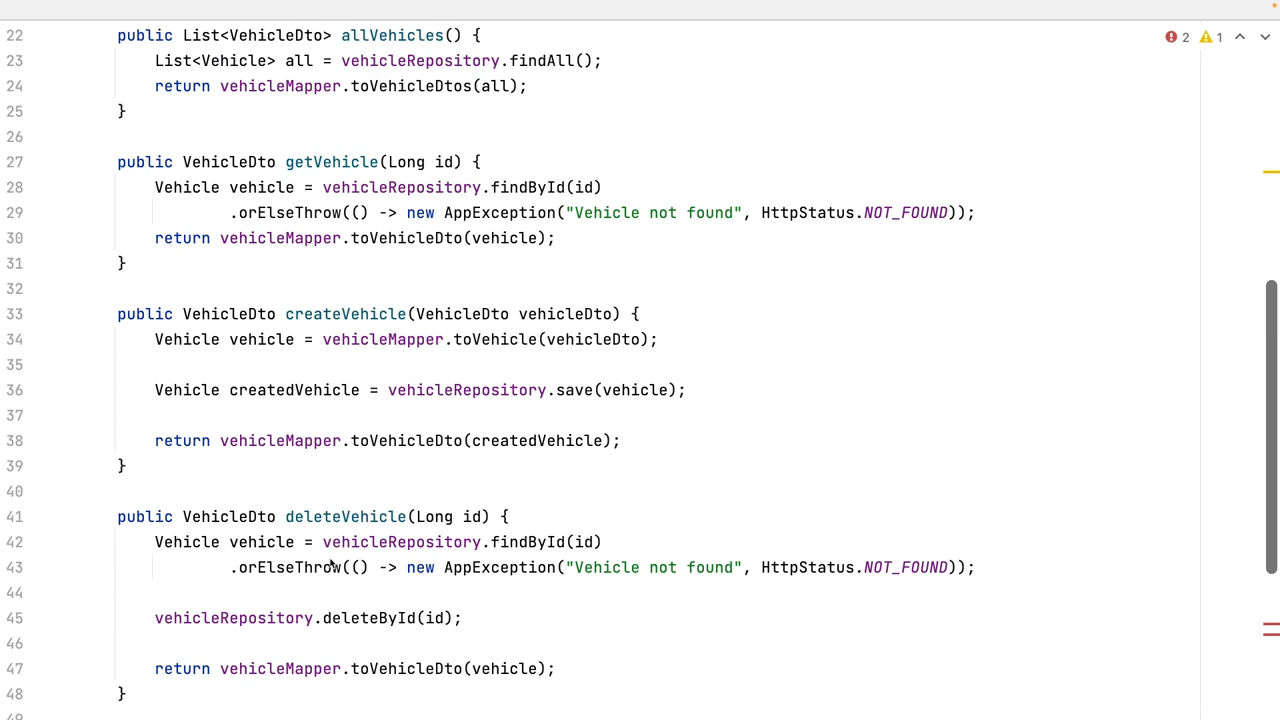 2 1
22 public List<VehicleDto> allVehicles() {
23 List<Vehicle> all = vehicleRepository.findAll();
24 return vehicleMapper.toVehicleDtos(all);
25 }
26
27 public VehicleDto getVehicle(Long id) {
28 Vehicle vehicle = vehicleRepository.findById(id)
29 .orElseThrow(() -> new AppException("Vehicle not found", HttpStatus.NOT_FOUND));
30 return vehicleMapper.toVehicleDto(vehicle);
31 }
32
33 public VehicleDto createVehicle(VehicleDto vehicleDto) {
34 Vehicle vehicle = vehicleMapper.toVehicle(vehicleDto);
35
36 Vehicle createdVehicle = vehicleRepository.save(vehicle);
37
38 return vehicleMapper.toVehicleDto(createdVehicle);
39 }
40
41 public VehicleDto deleteVehicle(Long id) {
42 Vehicle vehicle = vehicleRepository.findById(id)
43 .orElseThrow(() -> new AppException("Vehicle not found", HttpStatus.NOT_FOUND));
44
45 vehicleRepository.deleteById(id);
46
47 return vehicleMapper.toVehicleDto(vehicle);
48 }
49